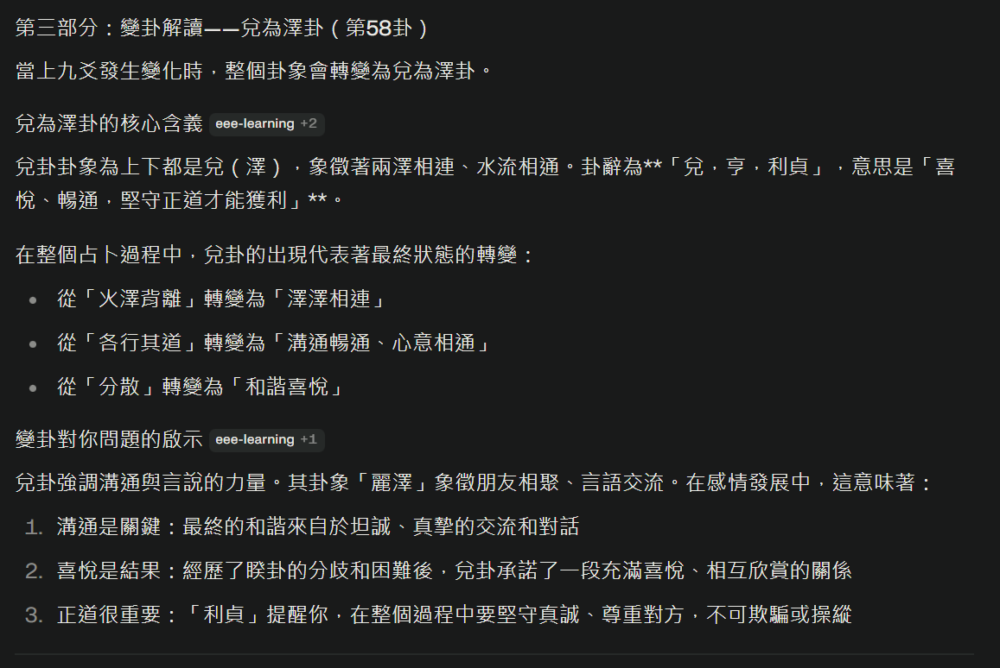 第三部分：變卦解讀——兌為澤卦（第58卦）
當上九爻發生變化時，整個卦象會轉變為兌為澤卦。
兌為澤卦的核心含義 eee-learning +2
兌卦卦象為上下都是兌（澤），象徵著兩澤相連、水流相通。卦辭為**「兌，亨，利貞」，意思是「喜
悅、暢通，堅守正道才能獲利」**。
在整個占卜過程中，兌卦的出現代表著最終狀態的轉變：
• 從「火澤背離」轉變為「澤澤相連」
• 從「各行其道」轉變為「溝通暢通、心意相通」
• 從「分散」轉變為「和諧喜悅」
變卦對你問題的啟示 eee-learning +1
兌卦強調溝通與言說的力量。其卦象「麗澤」象徵朋友相聚、言語交流。在感情發展中，這意味著：
1. 溝通是關鍵：最終的和諧來自於坦誠、真摯的交流和對話
2. 喜悅是結果：經歷了睽卦的分歧和困難後，兌卦承諾了一段充滿喜悅、相互欣賞的關係
3. 正道很重要：「利貞」提醒你，在整個過程中要堅守真誠、尊重對方，不可欺騙或操縱